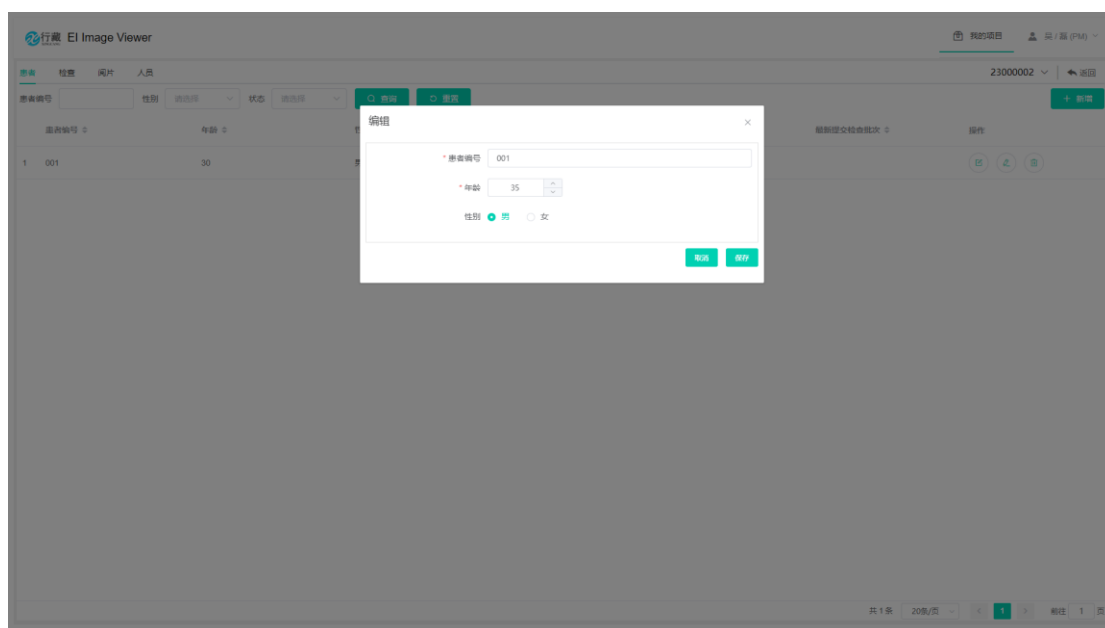 行藏 EI Image Viewer
我的项目
(PM)
患者 检查 阅片 人员
23000002 返回
患者编号 性别 请选择 状态 请选择 查询 重置 新增
编辑
患者编号 年龄 最新提交检查批次 操作
1 001 30
* 患者编号 001
* 年龄 35
性别 男 女
取消 保存
共 1 条 20条/页 1 前往 1 页